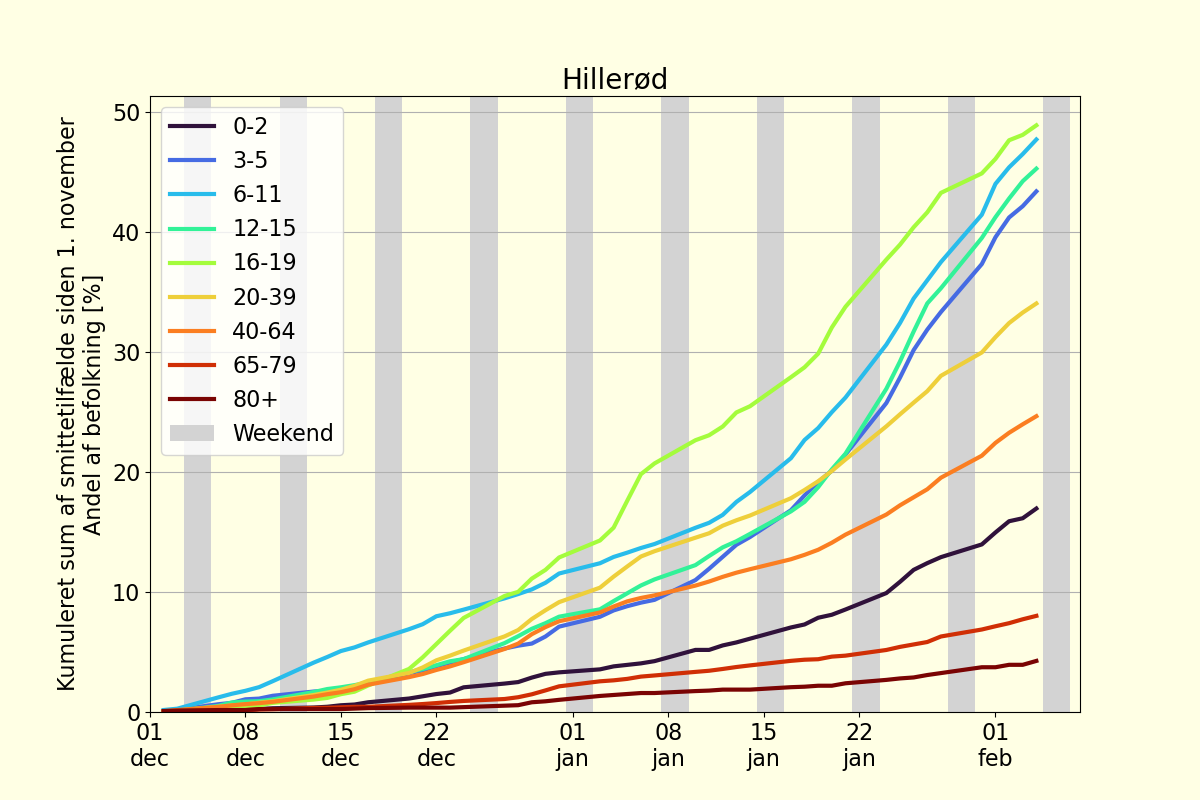 Hillerød
Kumuleret sum af smittetilfælde siden 1. november
Andel af befolkning [%]
50
40
30
20
10
0
0-2
3-5
6-11
12-15
16-19
20-39
40-64
65-79
80+
Weekend
01 08 15 22 01 08 15 22 01
dec dec dec dec jan jan jan jan feb